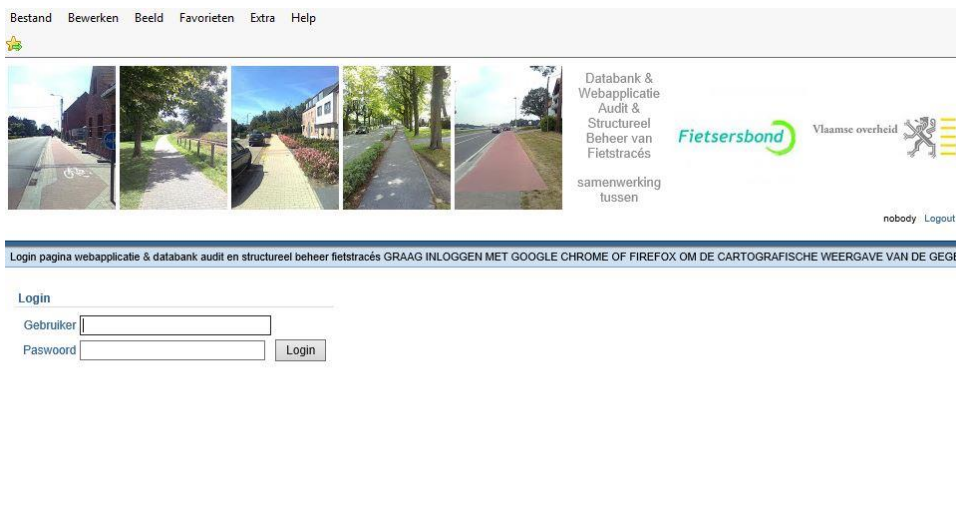 Bestand Bewerken Beeld Favorieten Extra Help
Databank &
Webapplicatie
Audit &
Structureel
Beheer van
Fietstracés
samenwerking
tussen
Fietsersbond
Vlaamse overheid
nobody Logout
Login pagina webapplicatie & databank audit en structureel beheer fietstracés GRAAG INLOGGEN MET GOOGLE CHROME OF FIREFOX OM DE CARTOGRAFISCHE WEERGAVE VAN DE GEGE
Login
Gebruiker
Paswoord Login